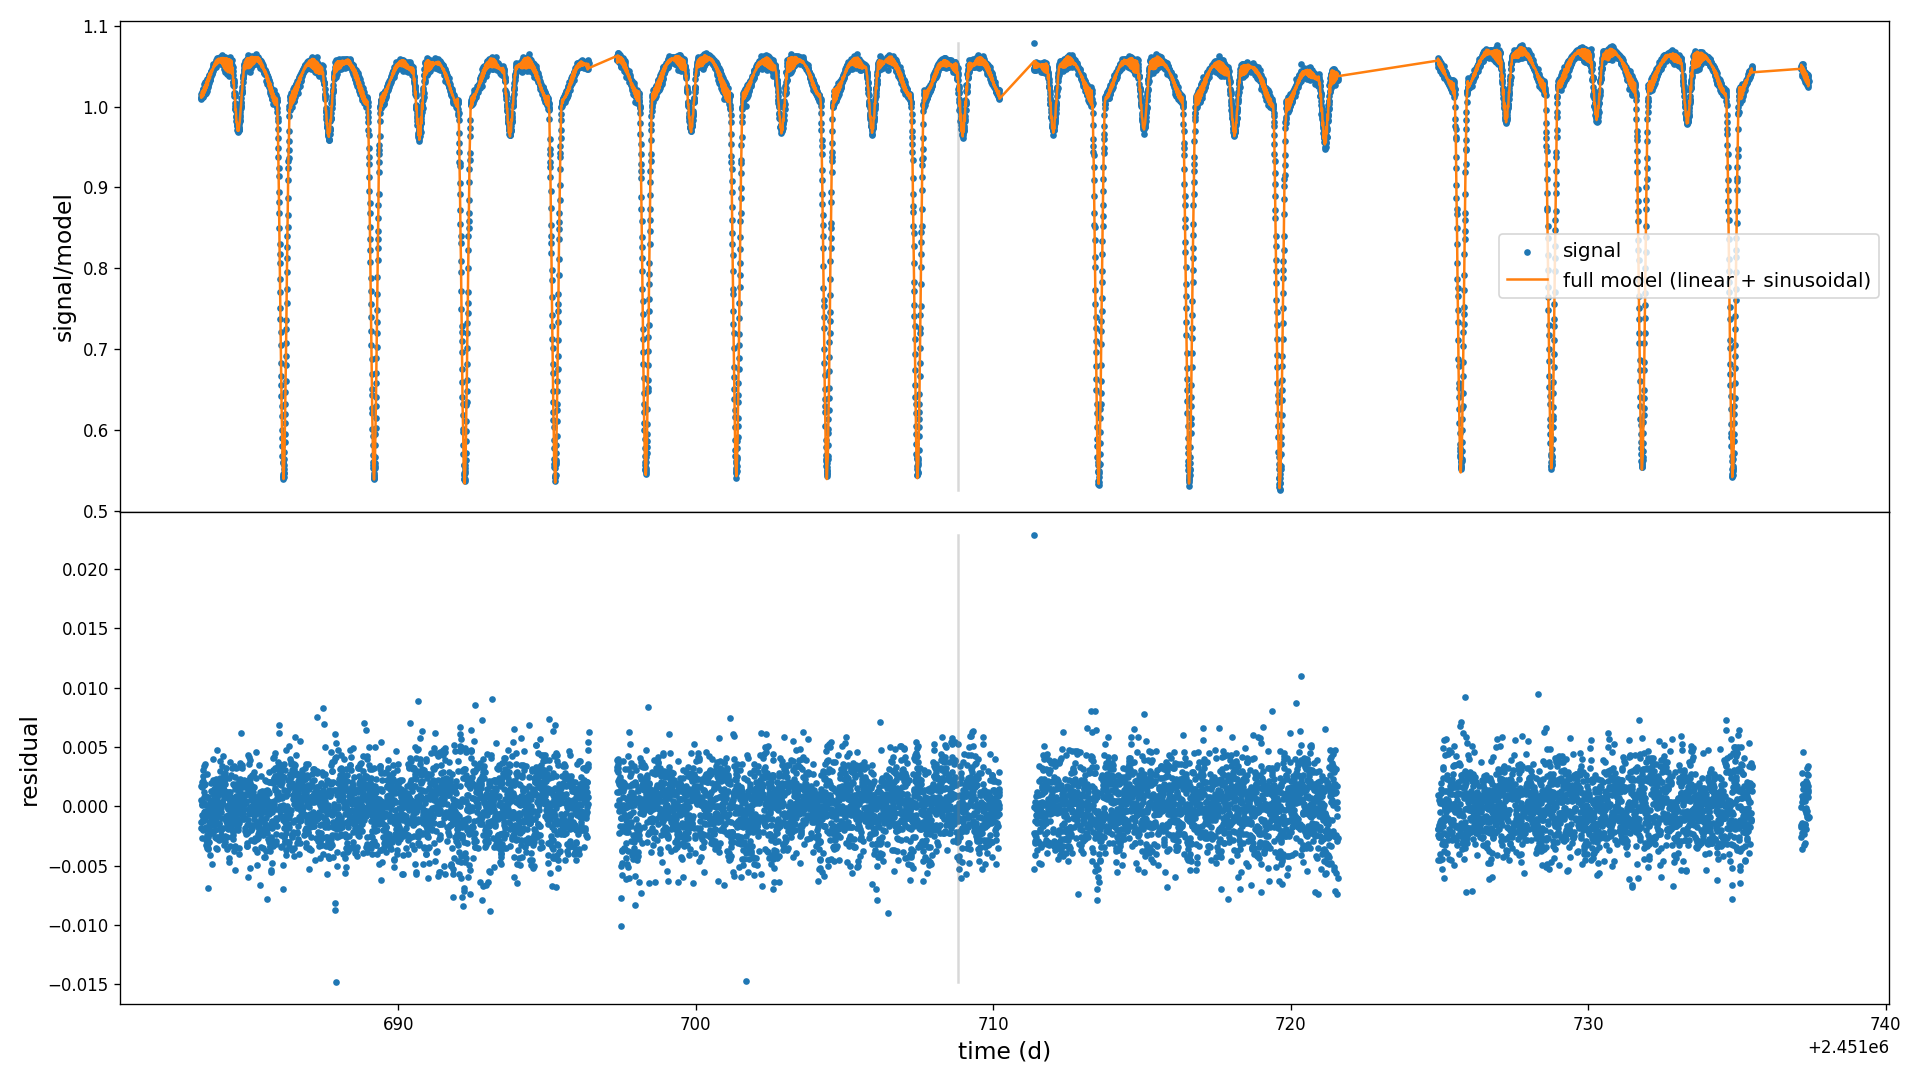 1.1
1.0
0.9
0.8
0.7
0.6
0.5
signal/model
signal
full model (linear + sinusoidal)
0.020
0.015
0.010
0.005
0.000
−0.005
−0.010
−0.015
residual
690 700 710 720 730 740
time (d)
+2.451e6